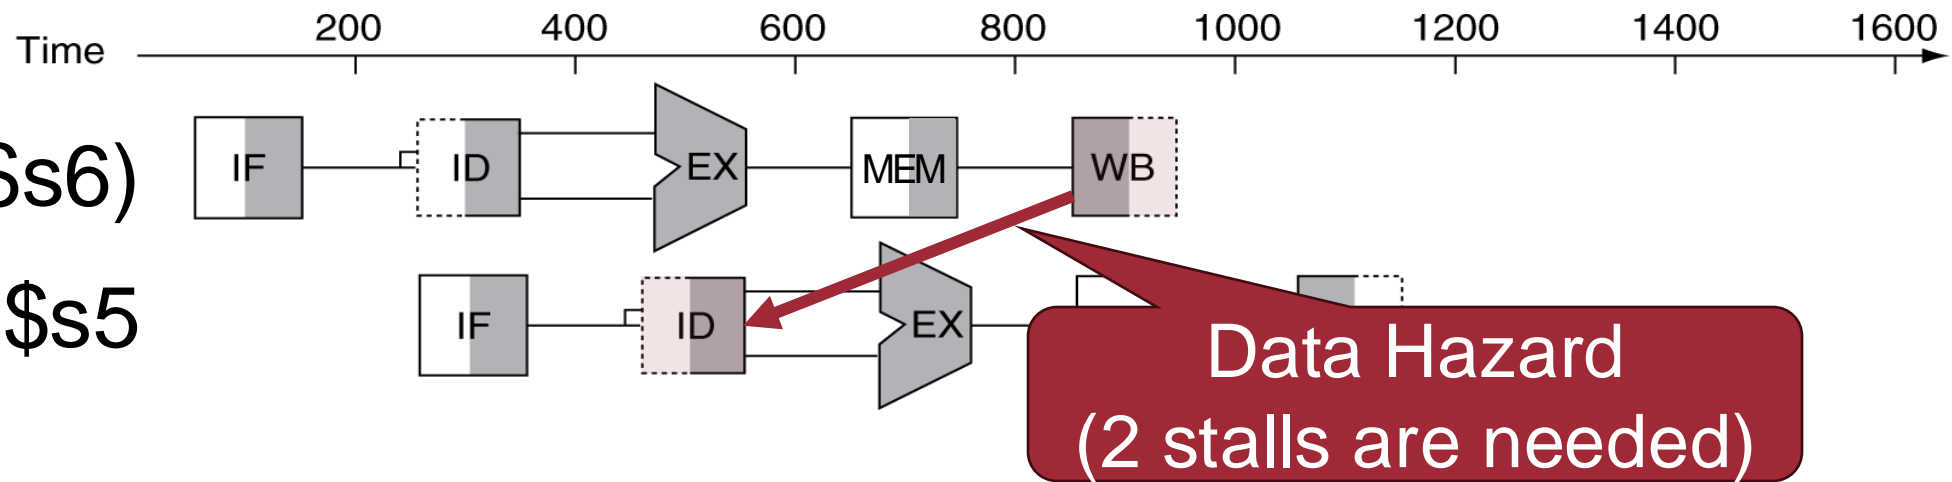 200 400 600 800 1000 1200 1400 1600
Time
$s6) IF ID EX MEM WB
$s5 IF ID EX
Data Hazard
(2 stalls are needed)